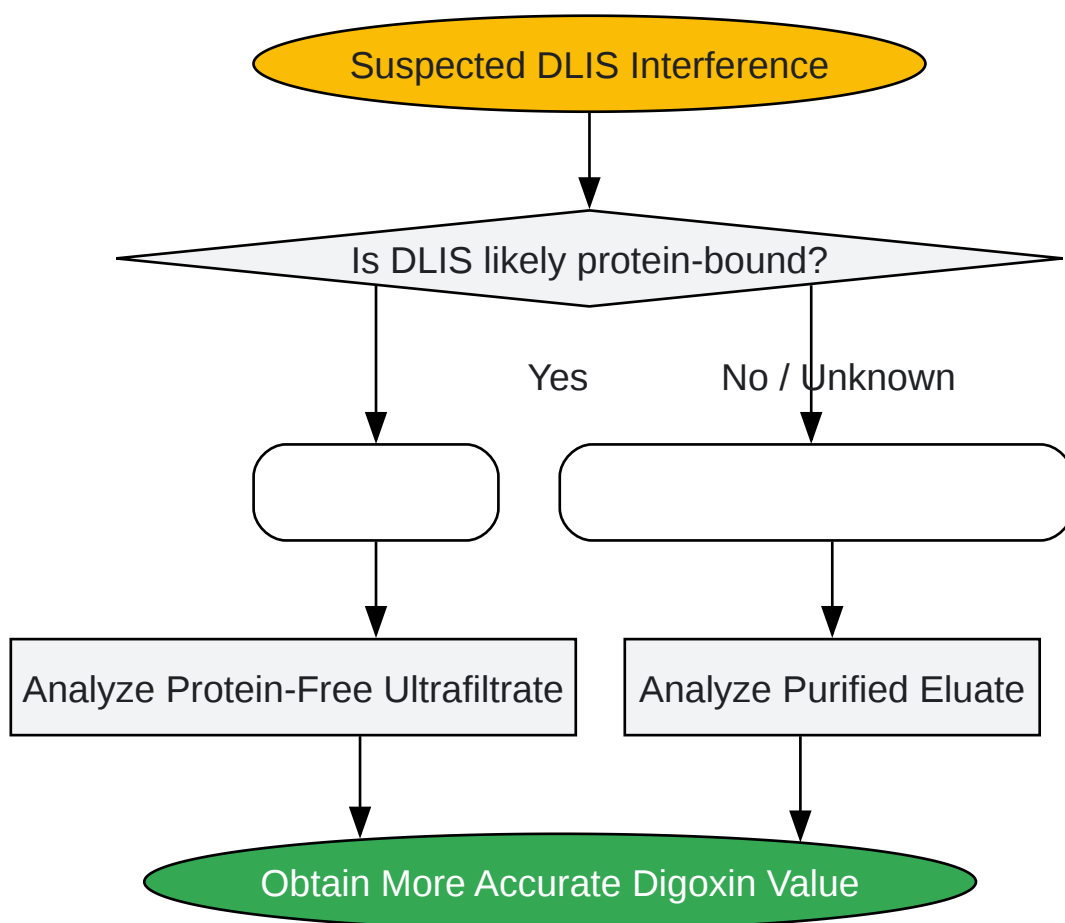 Suspected DLIS Interference
Is DLIS likely protein-bound?
Yes
No / Unknown
Analyze Protein-Free Ultrafiltrate
Analyze Purified Eluate
Obtain More Accurate Digoxin Value